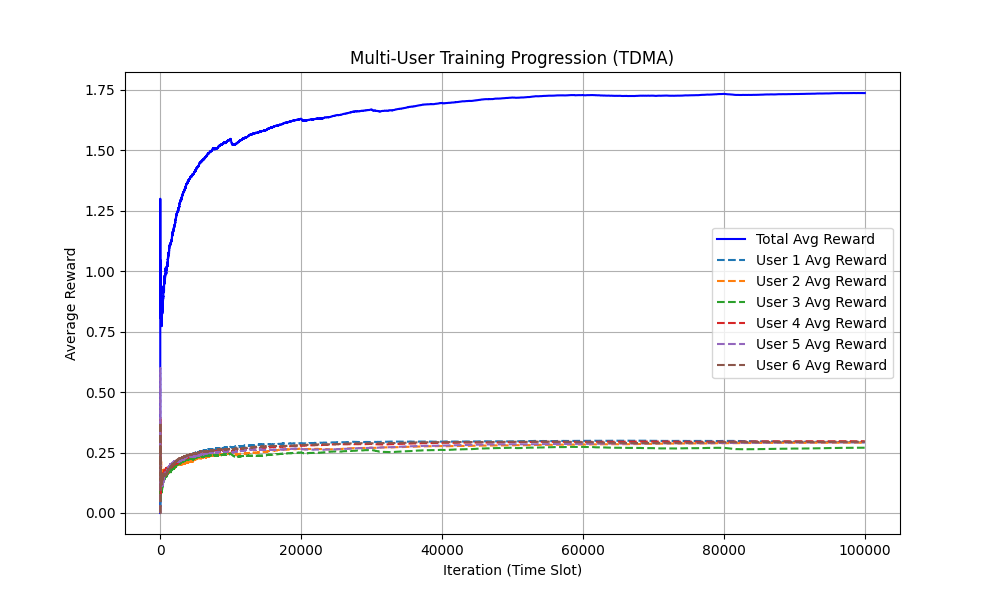 Multi-User Training Progression (TDMA)
Average Reward
1.75
1.50
1.25
1.00
0.75
0.50
0.25
0.00
Total Avg Reward
User 1 Avg Reward
User 2 Avg Reward
User 3 Avg Reward
User 4 Avg Reward
User 5 Avg Reward
User 6 Avg Reward
0 20000 40000 60000 80000 100000
Iteration (Time Slot)